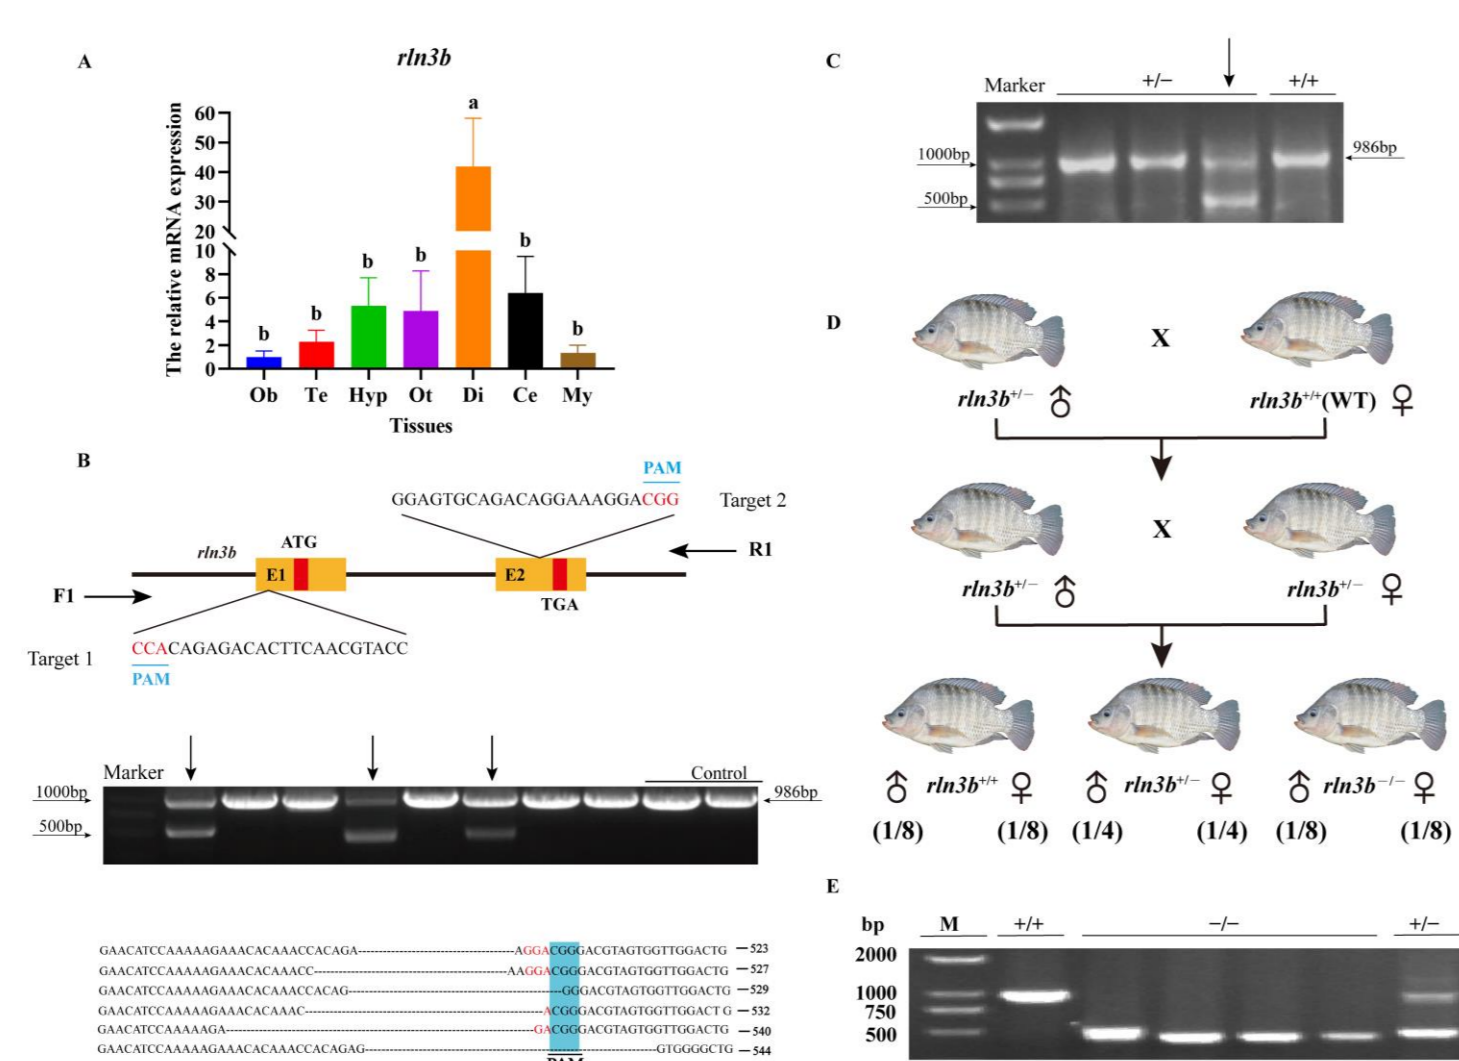 A
rln3b
The relative mRNA expression
60
50
40
30
20
10
8
6
4
2
0
b
b
b
b
a
b
b
Ob Te Hyp Ot Di Ce My
Tissues
B
PAM
GGAGTGCAGACAGGAAAGGACGG Target 2
rln3b
ATG
E1
E2
TGA
F1
R1
Target 1
CCACAGAGACACTTCAACGTACC
PAM
Marker
Control
1000bp
986bp
500bp
GAACATCCAAAAAGAAACACAAACCACAGA------------------------------AGGACGGGACGTAGTGGTTGGACTG —523
GAACATCCAAAAAGAAACACAAACC------------------------------------AAGGACGGGACGTAGTGGTTGGACTG —527
GAACATCCAAAAAGAAACACAAACCACAG----------------------------------------GGGACGTAGTGGTTGGACTG —529
GAACATCCAAAAAGAAACACAAAC---------------------------------------------ACGGGACGTAGTGGTTGGACT G —532
GAACATCCAAAAAGA-----------------------------------------------------------GACGGGACGTAGTGGTTGGACTG —540
GAACATCCAAAAAGAAACACAAACCACAGAG-------------------------------------------------------GTGGGGCTG —544
PAM
C
Marker +/− +/+
1000bp
986bp
500bp
D
X
rln3b+/− ♂ rln3b+/+(WT) ♀
X
rln3b+/− ♂ rln3b+/− ♀
♂ rln3b+/+ ♀ ♂ rln3b+/− ♀ ♂ rln3b−/− ♀
(1/8) (1/8) (1/4) (1/4) (1/8) (1/8)
E
bp M +/+ −/− +/−
2000
1000
750
500